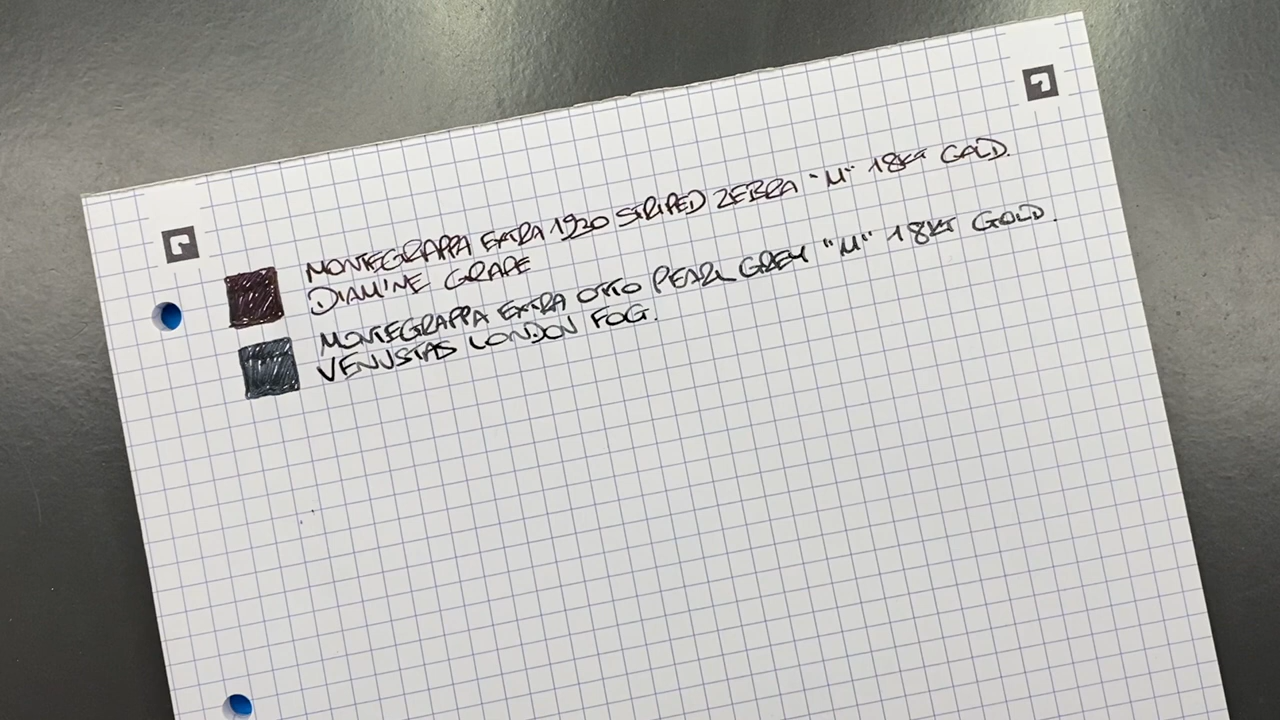 MONTEGRAPPA EXTRA 1930 STRIPED ZEBRA "M" 18KT GOLD.
DIAMINE GRAPE
MONTEGRAPPA EXTRA OTTO PEARL GREY "M" 18KT GOLD.
VENUSTAS LONDON FOG.